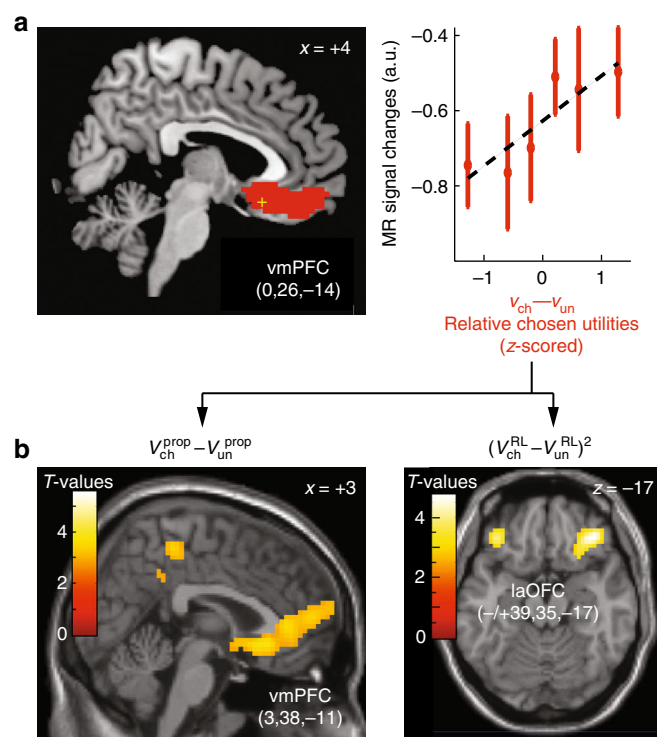 a
x = +4
vmPFC
(0,26,–14)
MR signal changes (a.u.)
–0.4
–0.6
–0.8
–1
0
1
v_ch—v_un
Relative chosen utilities
(z-scored)
b
V_ch^prop – V_un^prop
T-values
4
2
0
x = +3
vmPFC
(3,38,–11)
(V_ch^RL – V_un^RL)^2
T-values
4
2
0
z = –17
laOFC
(–/+39,35,–17)